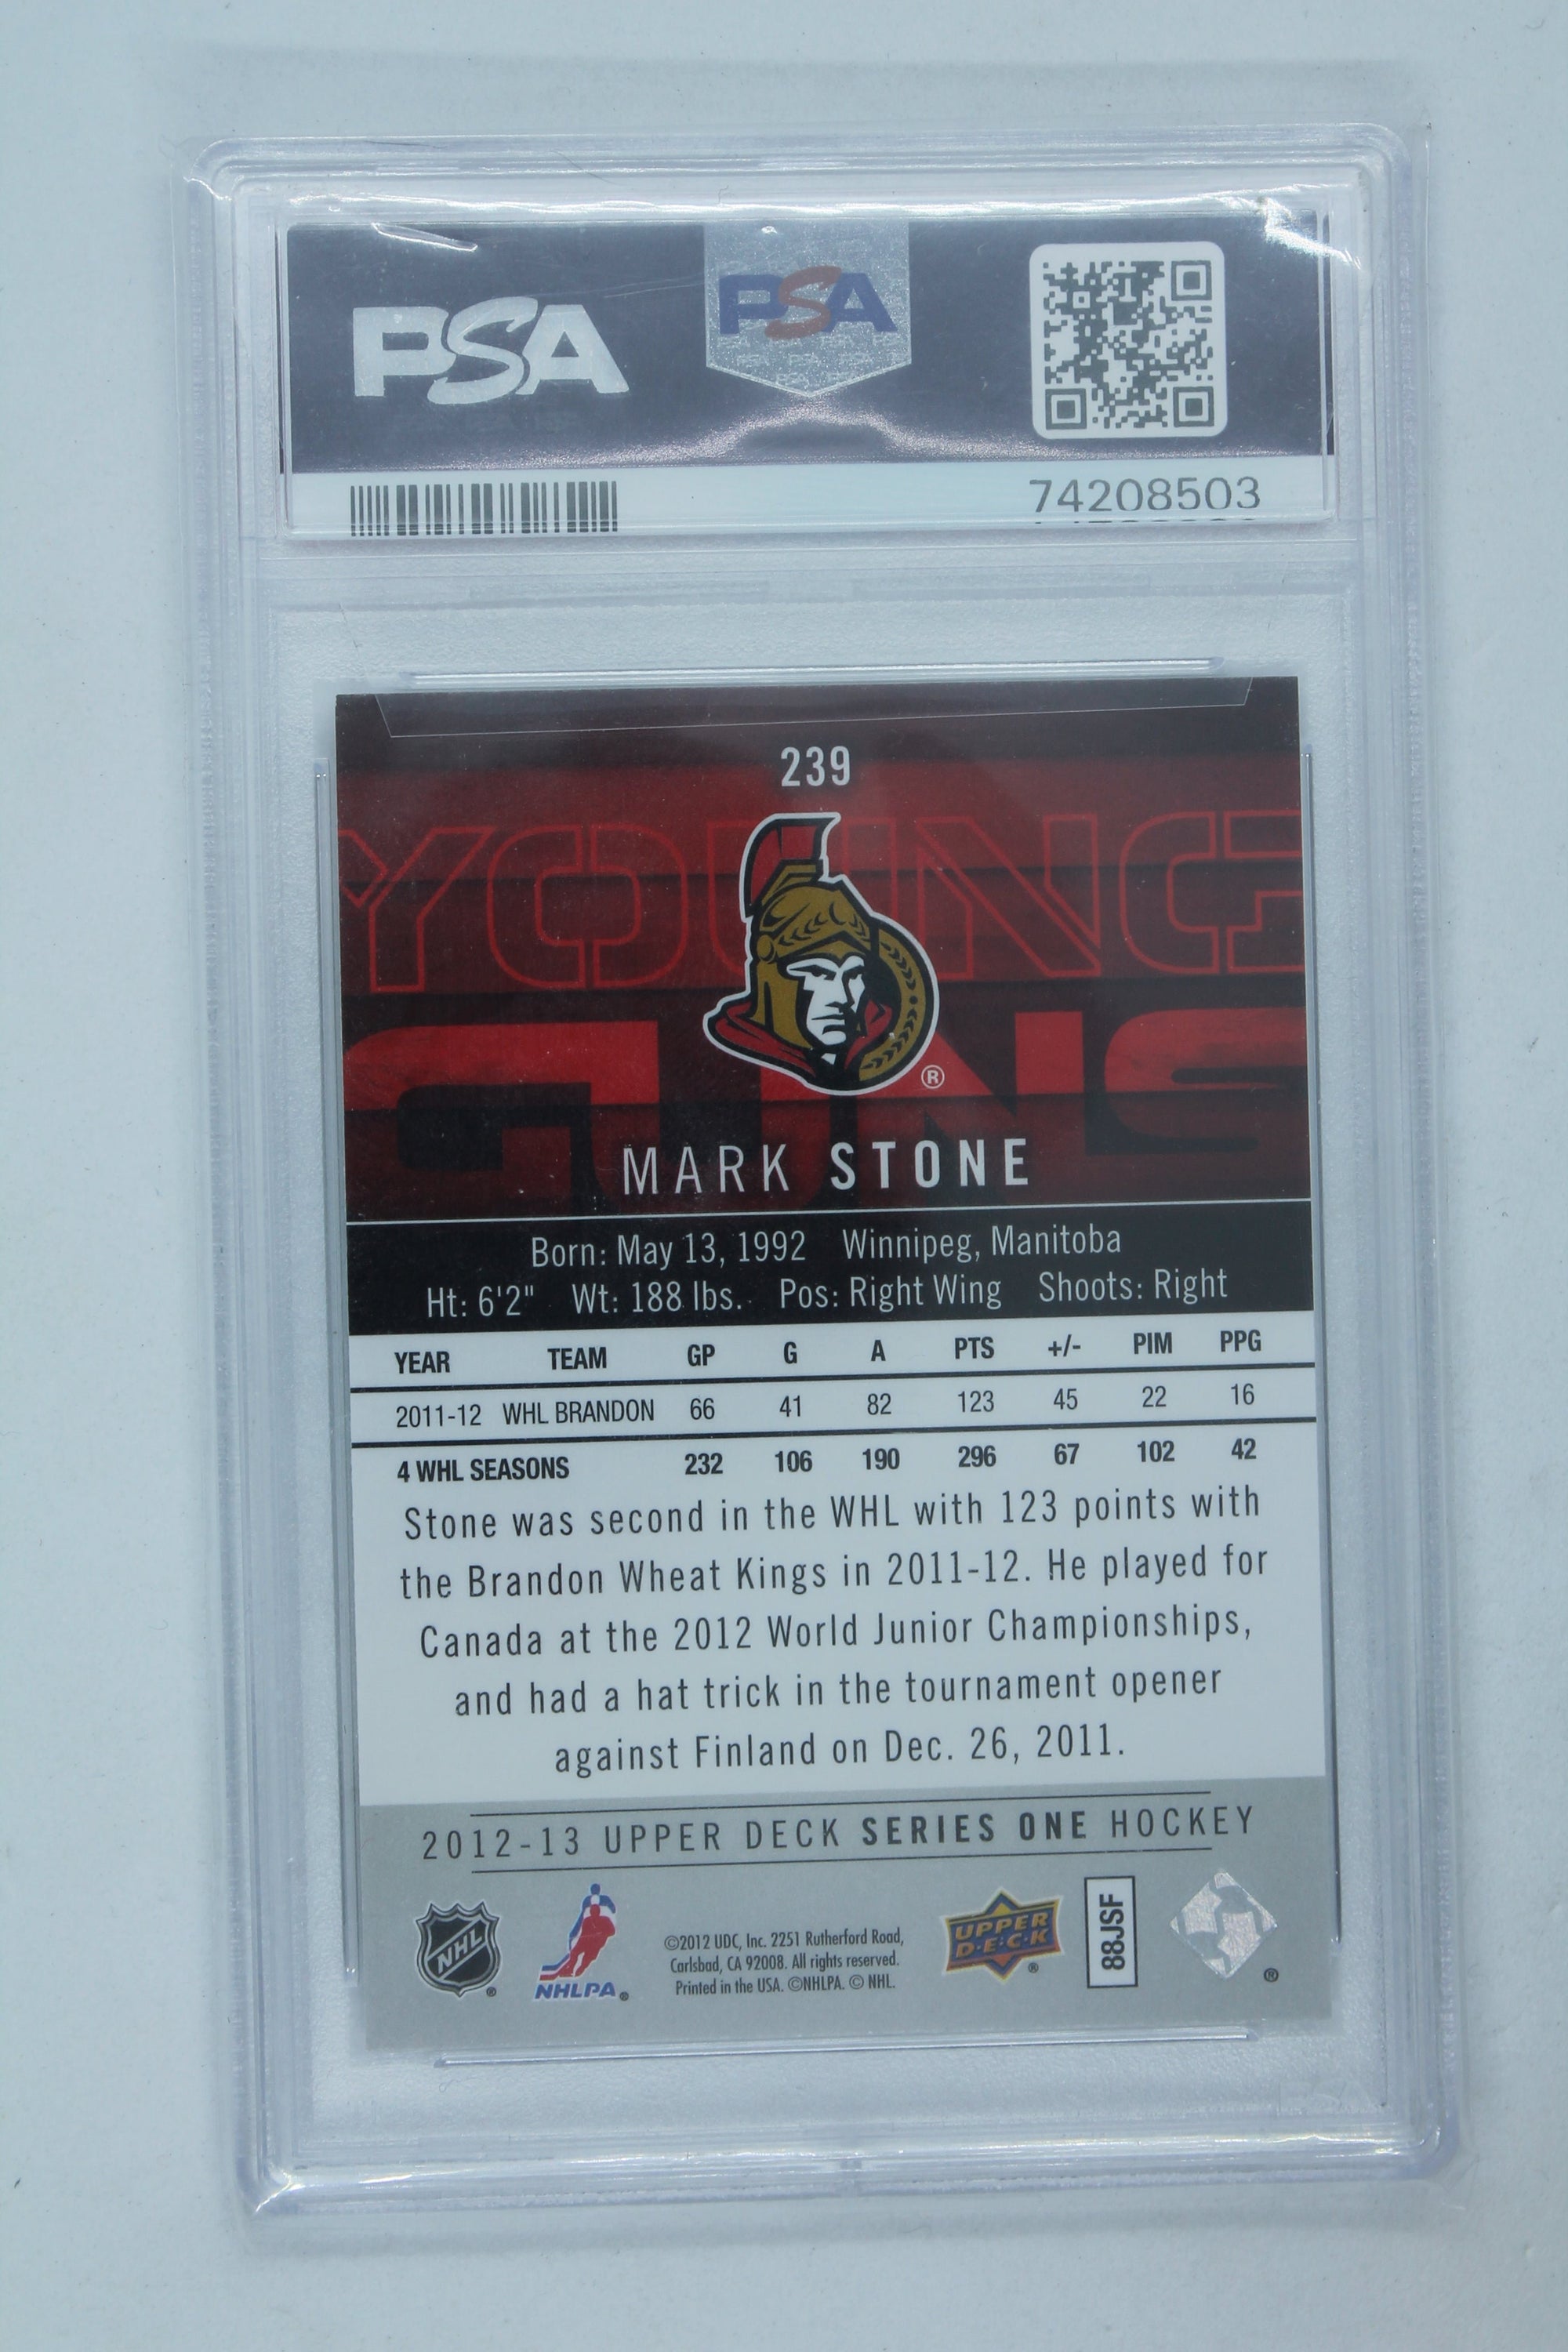 PSA
PSA
74208503
239
YOUNG
GUNS
®
MARK STONE
Born: May 13, 1992 Winnipeg, Manitoba
Ht: 6'2" Wt: 188 lbs. Pos: Right Wing Shoots: Right
YEAR TEAM GP G A PTS +/- PIM PPG
2011-12 WHL BRANDON 66 41 82 123 45 22 16
4 WHL SEASONS 232 106 190 296 67 102 42
Stone was second in the WHL with 123 points with
the Brandon Wheat Kings in 2011-12. He played for
Canada at the 2012 World Junior Championships,
and had a hat trick in the tournament opener
against Finland on Dec. 26, 2011.
2012-13 UPPER DECK SERIES ONE HOCKEY
NHL ®
NHLPA ®
©2012 UDC, Inc. 2251 Rutherford Road,
Carlsbad, CA 92008. All rights reserved.
Printed in the USA. ©NHLPA. © NHL.
UPPER
D·E·C·K ®
88JSF
®